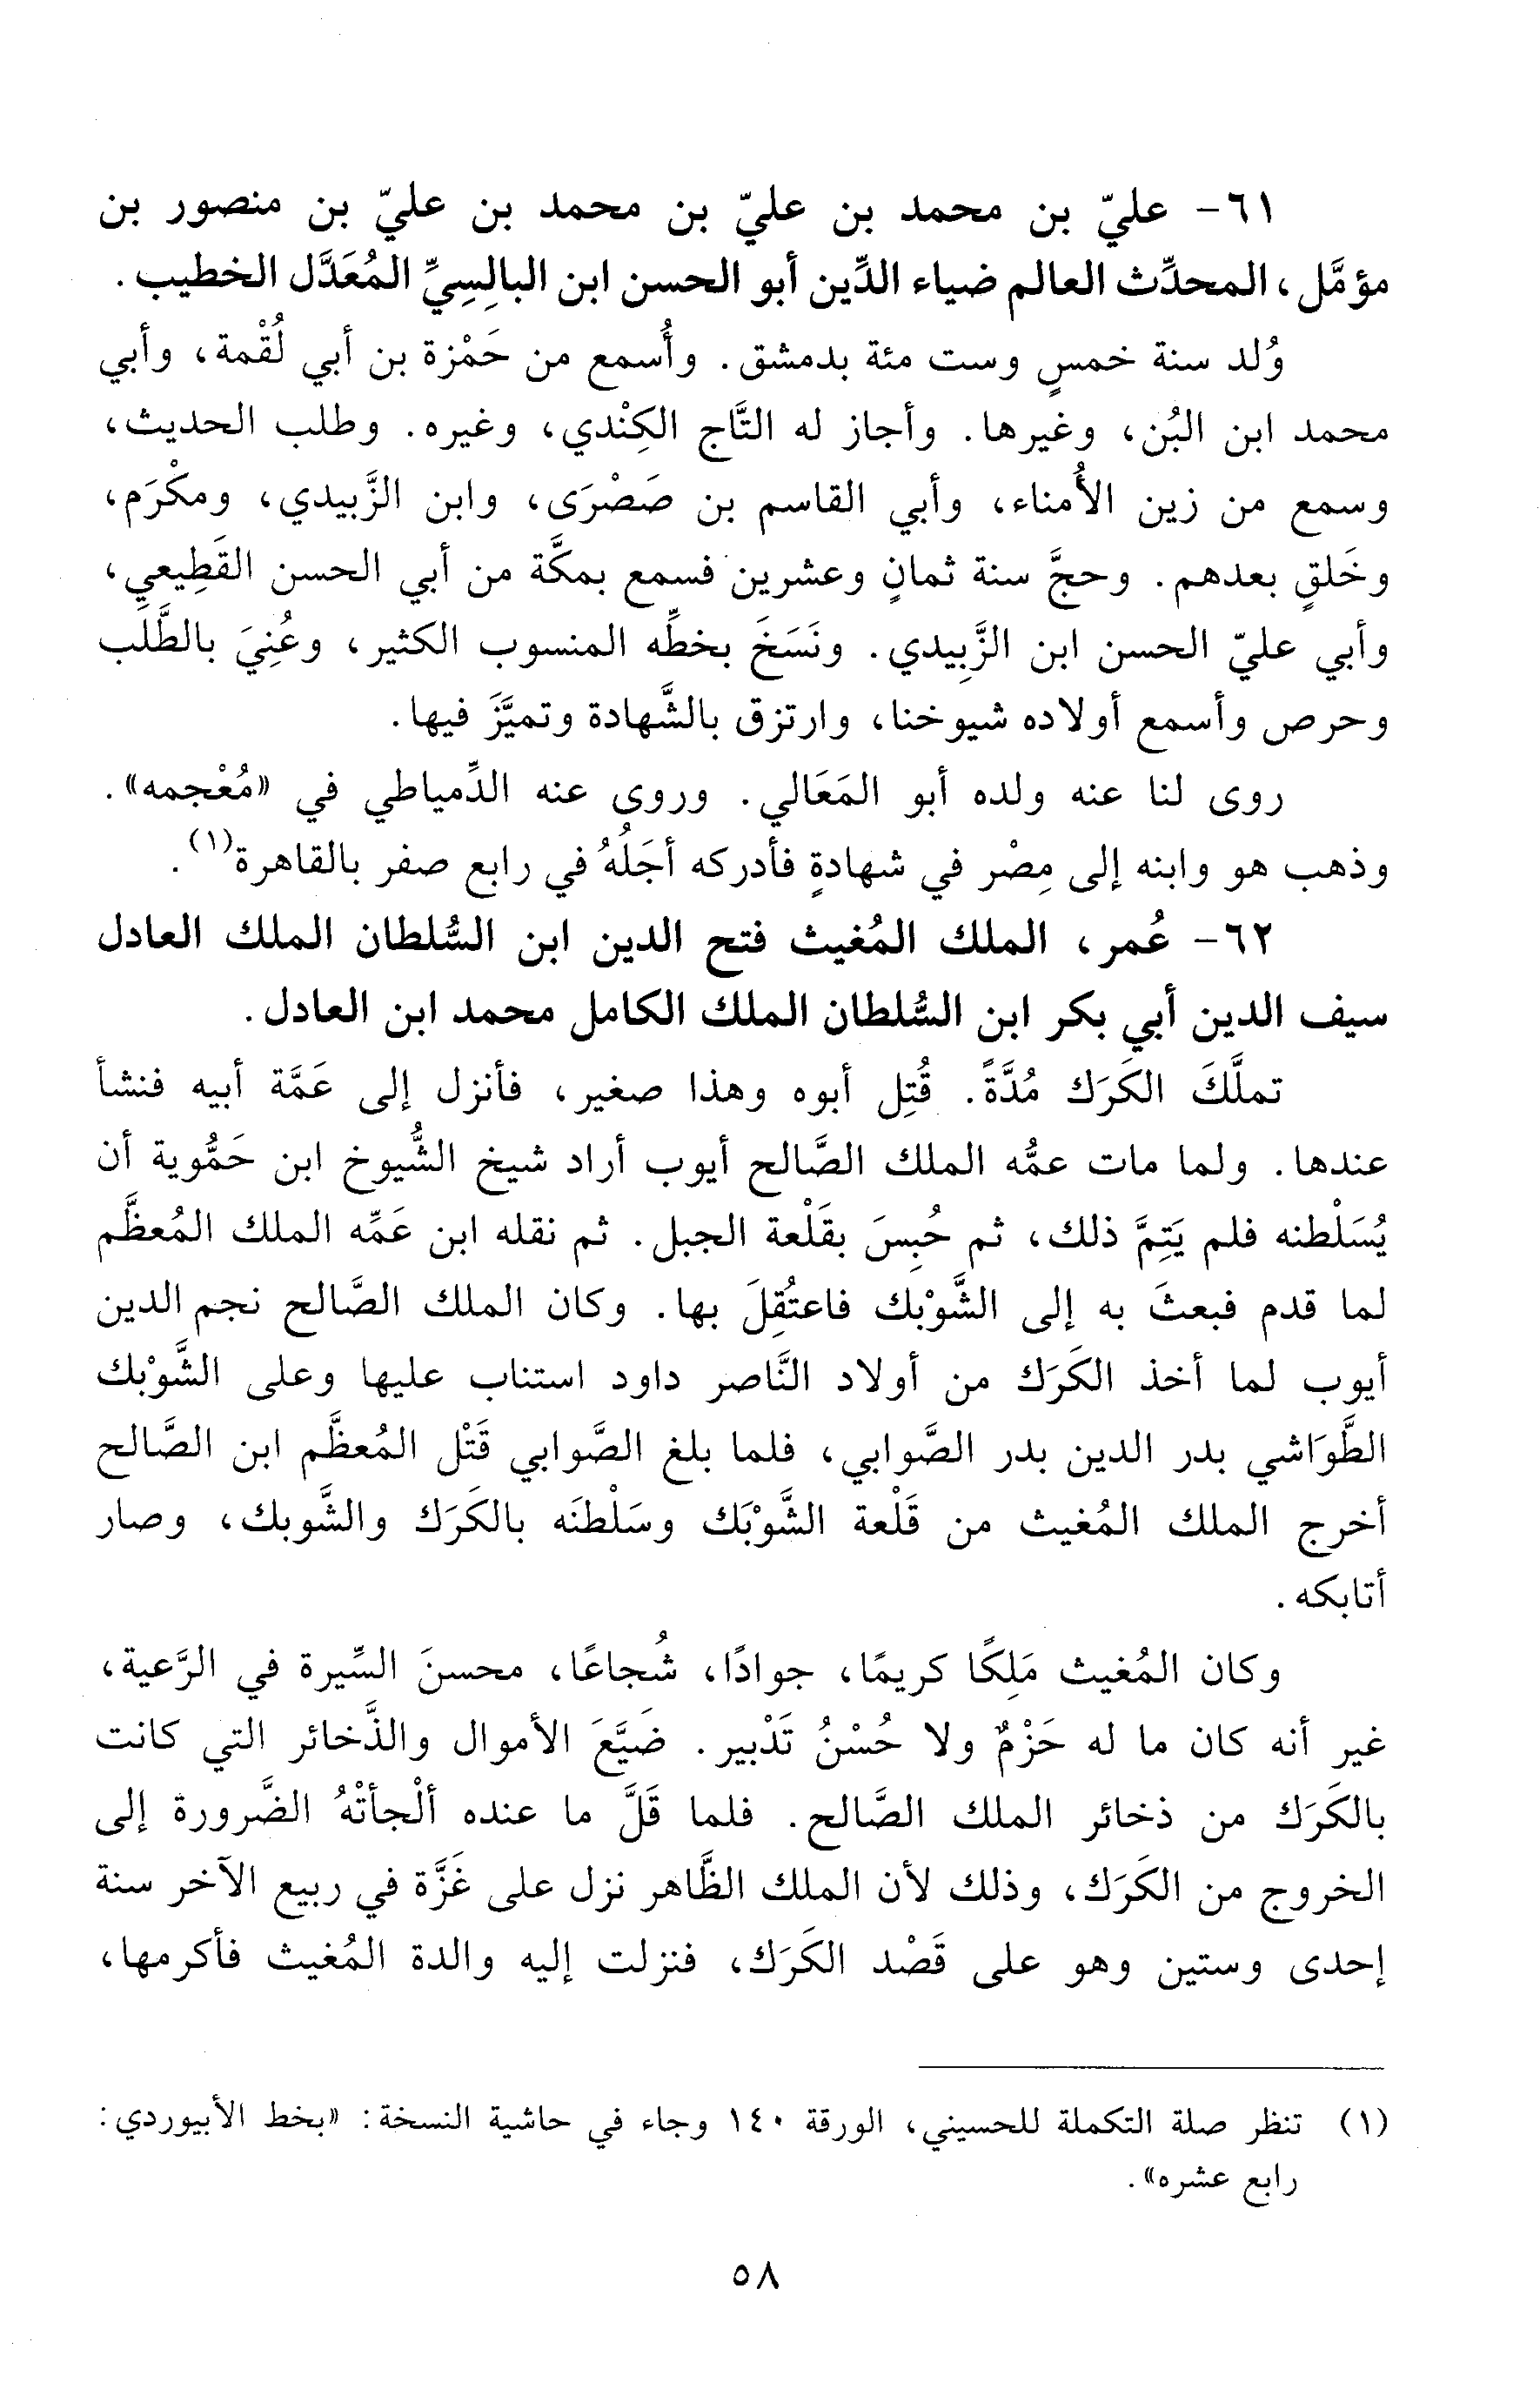 ٦١- عليّ بن محمد بن عليّ بن محمد بن عليّ بن منصور بن
مؤمَّل، المحدِّث العالم ضياء الدِّين أبو الحسن ابن البالِسِيِّ المُعَدَّل الخطيب.
وُلد سنة خمسٍ وست مئة بدمشق. وأُسمع من حَمْزة بن أبي لُقْمة، وأبي
محمد ابن البُن، وغيرها. وأجاز له التَّاج الكِنْدي، وغيره. وطلب الحديث،
وسمع من زين الأُمناء، وأبي القاسم بن صَصْرَى، وابن الزَّبيدي، ومكْرَم،
وخَلقٍ بعدهم. وحجَّ سنة ثمانٍ وعشرين فسمع بمكَّة من أبي الحسن القَطِيعيِ،
وأبي عليّ الحسن ابن الزَّبِيدي. ونَسَخَ بخطِّه المنسوب الكثير، وعُنِيَ بالطَّلَب
وحرص وأسمع أولاده شيوخنا، وارتزق بالشَّهادة وتميَّزَ فيها.
روى لنا عنه ولده أبو المَعَالي. وروى عنه الدِّمياطي في «مُعْجمه».
وذهب هو وابنه إلى مِصْر في شهادةٍ فأدركه أجَلُهُ في رابع صفر بالقاهرة(١).
٦٢- عُمر، الملك المُغيث فتح الدين ابن السُّلطان الملك العادل
سيف الدين أبي بكر ابن السُّلطان الملك الكامل محمد ابن العادل.
تملَّكَ الكَرَك مُدَّةً. قُتِل أبوه وهذا صغير، فأنزل إلى عَمَّة أبيه فنشأ
عندها. ولما مات عمُّه الملك الصَّالح أيوب أراد شيخ الشُّيوخ ابن حَمُّوية أن
يُسَلْطنه فلم يَتِمَّ ذلك، ثم حُبِسَ بقَلْعة الجبل. ثم نقله ابن عَمِّه الملك المُعظَّم
لما قدم فبعثَ به إلى الشَّوْبك فاعتُقِلَ بها. وكان الملك الصَّالح نجم الدين
أيوب لما أخذ الكَرَك من أولاد النَّاصر داود استناب عليها وعلى الشَّوْبك
الطَّوَاشي بدر الدين بدر الصَّوابي، فلما بلغ الصَّوابي قَتْل المُعظَّم ابن الصَّالح
أخرج الملك المُغيث من قَلْعة الشَّوْبَك وسَلْطنَه بالكَرَك والشَّوبك، وصار
أتابكه.
وكان المُغيث مَلِكًا كريمًا، جوادًا، شُجاعًا، محسنَ السِّيرة في الرَّعية،
غير أنه كان ما له حَزْمٌ ولا حُسْنُ تَدْبير. ضَيَّعَ الأموال والذَّخائر التي كانت
بالكَرَك من ذخائر الملك الصَّالح. فلما قَلَّ ما عنده ألْجأتْهُ الضَّرورة إلى
الخروج من الكَرَك، وذلك لأن الملك الظَّاهر نزل على غَزَّة في ربيع الآخر سنة
إحدى وستين وهو على قَصْد الكَرَك، فنزلت إليه والدة المُغيث فأكرمها،
(١) تنظر صلة التكملة للحسيني، الورقة ١٤٠ وجاء في حاشية النسخة: «بخط الأبيوردي:
رابع عشره».
٥٨